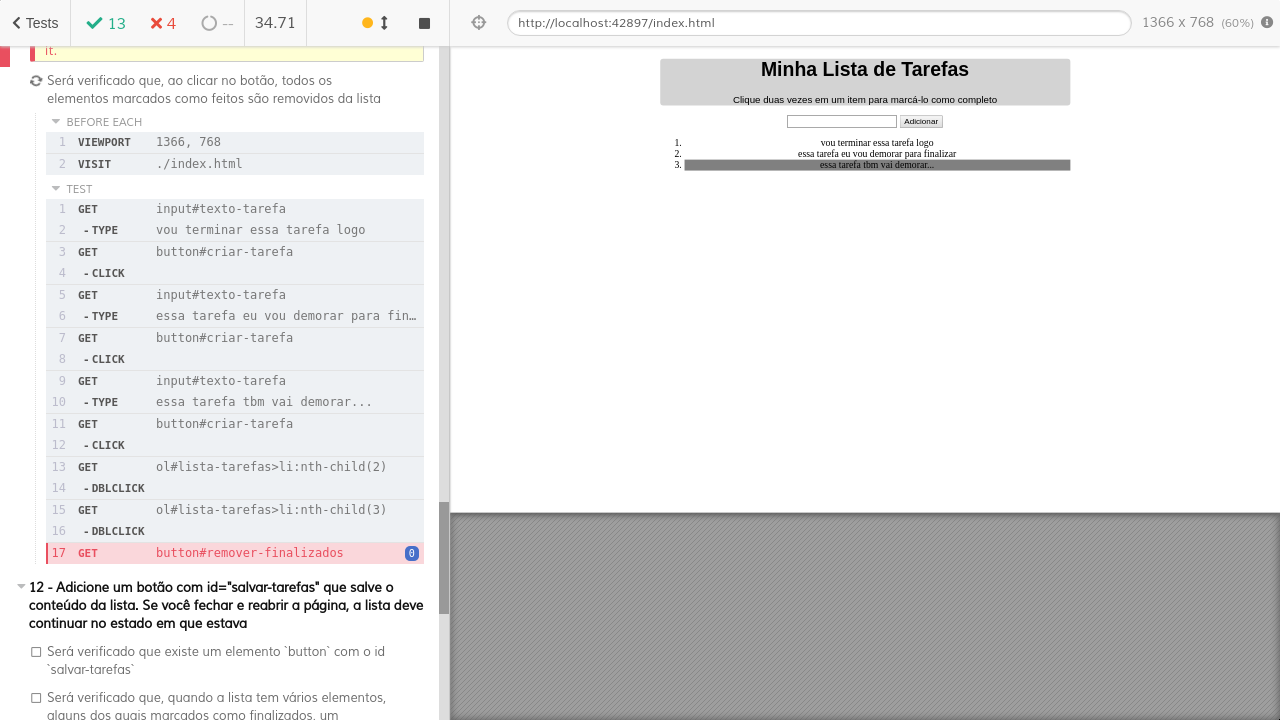 Tests
13
4
--
34.71
http://localhost:42897/index.html
1366 x 768 (60%)
it.
Será verificado que, ao clicar no botão, todos os
elementos marcados como feitos são removidos da lista
BEFORE EACH
1 VIEWPORT 1366, 768
2 VISIT ./index.html
TEST
1 GET input#texto-tarefa
2 -TYPE vou terminar essa tarefa logo
3 GET button#criar-tarefa
4 -CLICK
5 GET input#texto-tarefa
6 -TYPE essa tarefa eu vou demorar para fin…
7 GET button#criar-tarefa
8 -CLICK
9 GET input#texto-tarefa
10 -TYPE essa tarefa tbm vai demorar...
11 GET button#criar-tarefa
12 -CLICK
13 GET ol#lista-tarefas>li:nth-child(2)
14 -DBLCLICK
15 GET ol#lista-tarefas>li:nth-child(3)
16 -DBLCLICK
17 GET button#remover-finalizados 0
12 - Adicione um botão com id="salvar-tarefas" que salve o
conteúdo da lista. Se você fechar e reabrir a página, a lista deve
continuar no estado em que estava
Será verificado que existe um elemento `button` com o id
`salvar-tarefas`
Será verificado que, quando a lista tem vários elementos,
alguns dos quais marcados como finalizados, um
Minha Lista de Tarefas
Clique duas vezes em um item para marcá-lo como completo
Adicionar
1. vou terminar essa tarefa logo
2. essa tarefa eu vou demorar para finalizar
3. essa tarefa tbm vai demorar...